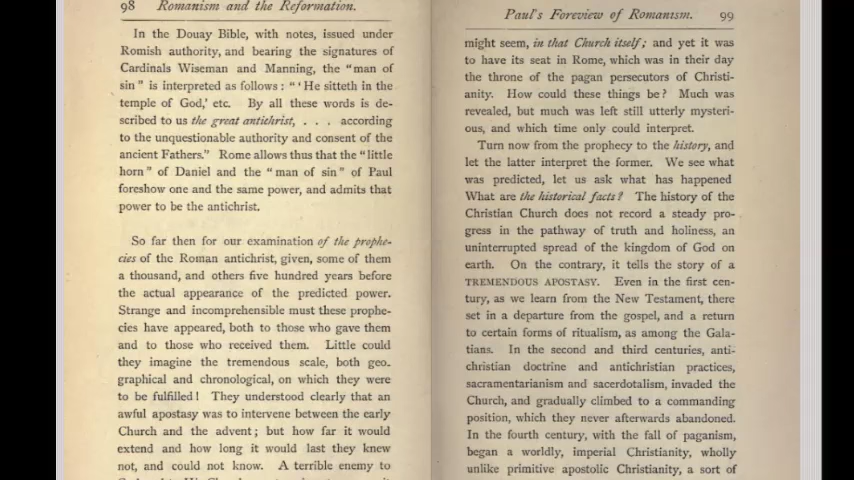 98 Romanism and the Reformation.
In the Douay Bible, with notes, issued under
Romish authority, and bearing the signatures of
Cardinals Wiseman and Manning, the “man of
sin” is interpreted as follows: “‘He sitteth in the
temple of God,’ etc. By all these words is de-
scribed to us the great antichrist, . . . according
to the unquestionable authority and consent of the
ancient Fathers.” Rome allows thus that the “little
horn” of Daniel and the “man of sin” of Paul
foreshow one and the same power, and admits that
power to be the antichrist.
So far then for our examination of the prophe-
cies of the Roman antichrist, given, some of them
a thousand, and others five hundred years before
the actual appearance of the predicted power.
Strange and incomprehensible must these prophe-
cies have appeared, both to those who gave them
and to those who received them. Little could
they imagine the tremendous scale, both geo-
graphical and chronological, on which they were
to be fulfilled! They understood clearly that an
awful apostasy was to intervene between the early
Church and the advent; but how far it would
extend and how long it would last they knew
not, and could not know. A terrible enemy to
Paul's Foreview of Romanism. 99
might seem, in that Church itself; and yet it was
to have its seat in Rome, which was in their day
the throne of the pagan persecutors of Christi-
anity. How could these things be? Much was
revealed, but much was left still utterly mysteri-
ous, and which time only could interpret.
Turn now from the prophecy to the history, and
let the latter interpret the former. We see what
was predicted, let us ask what has happened
What are the historical facts? The history of the
Christian Church does not record a steady pro-
gress in the pathway of truth and holiness, an
uninterrupted spread of the kingdom of God on
earth. On the contrary, it tells the story of a
TREMENDOUS APOSTASY. Even in the first cen-
tury, as we learn from the New Testament, there
set in a departure from the gospel, and a return
to certain forms of ritualism, as among the Gala-
tians. In the second and third centuries, anti-
christian doctrine and antichristian practices,
sacramentarianism and sacerdotalism, invaded the
Church, and gradually climbed to a commanding
position, which they never afterwards abandoned.
In the fourth century, with the fall of paganism,
began a worldly, imperial Christianity, wholly
unlike primitive apostolic Christianity, a sort of